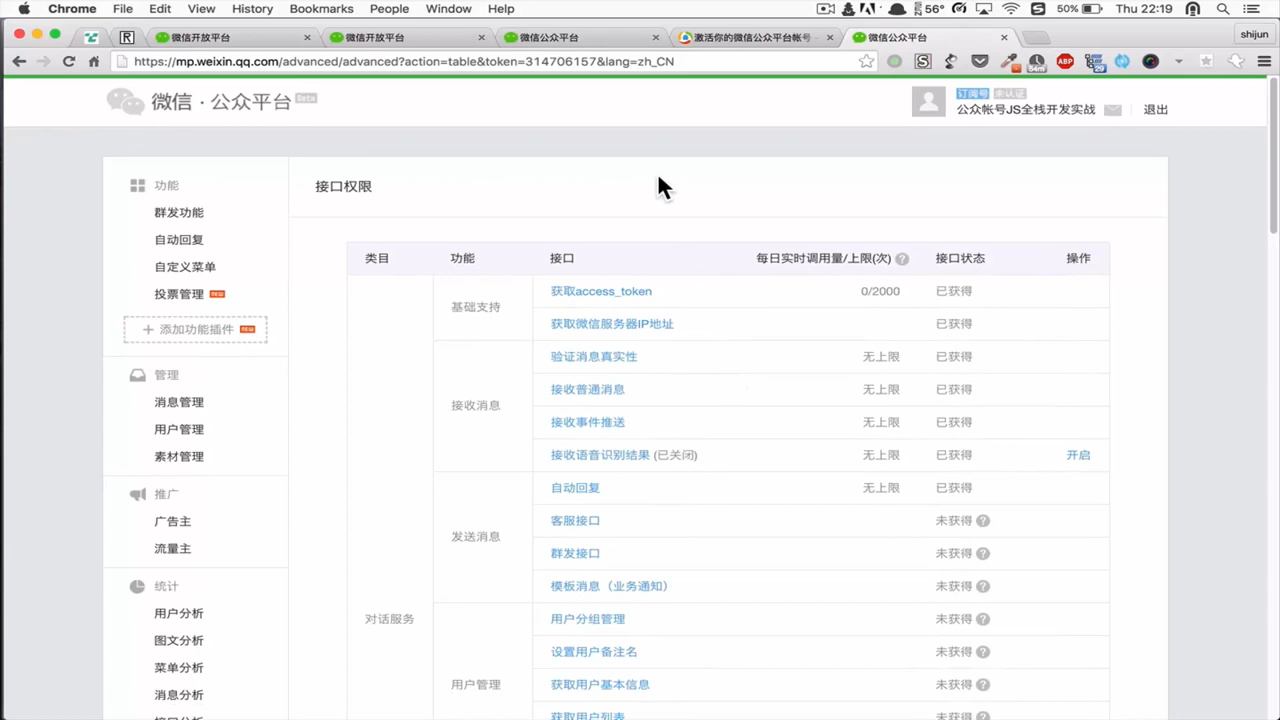 Chrome File Edit View History Bookmarks People Window Help 56° 50% Thu 22:19
微信开放平台 微信开放平台 微信公众平台 激活你的微信公众平台帐号 - 微信公众平台 shijun
https://mp.weixin.qq.com/advanced/advanced?action=table&token=314706157&lang=zh_CN ABP
微信 · 公众平台 Beta
订阅号 未认证
公众帐号JS全栈开发实战 退出
功能
群发功能
自动回复
自定义菜单
投票管理 NEW
+ 添加功能插件 NEW
管理
消息管理
用户管理
素材管理
推广
广告主
流量主
统计
用户分析
图文分析
菜单分析
消息分析
接口权限
类目 功能 接口 每日实时调用量/上限(次) ? 接口状态 操作
对话服务
基础支持
获取access_token 0/2000 已获得
获取微信服务器IP地址 已获得
接收消息
验证消息真实性 无上限 已获得
接收普通消息 无上限 已获得
接收事件推送 无上限 已获得
接收语音识别结果 (已关闭) 无上限 已获得 开启
发送消息
自动回复 无上限 已获得
客服接口 未获得 ?
群发接口 未获得 ?
模板消息（业务通知） 未获得 ?
用户管理
用户分组管理 未获得 ?
设置用户备注名 未获得 ?
获取用户基本信息 未获得 ?
获取用户列表 未获得 ?